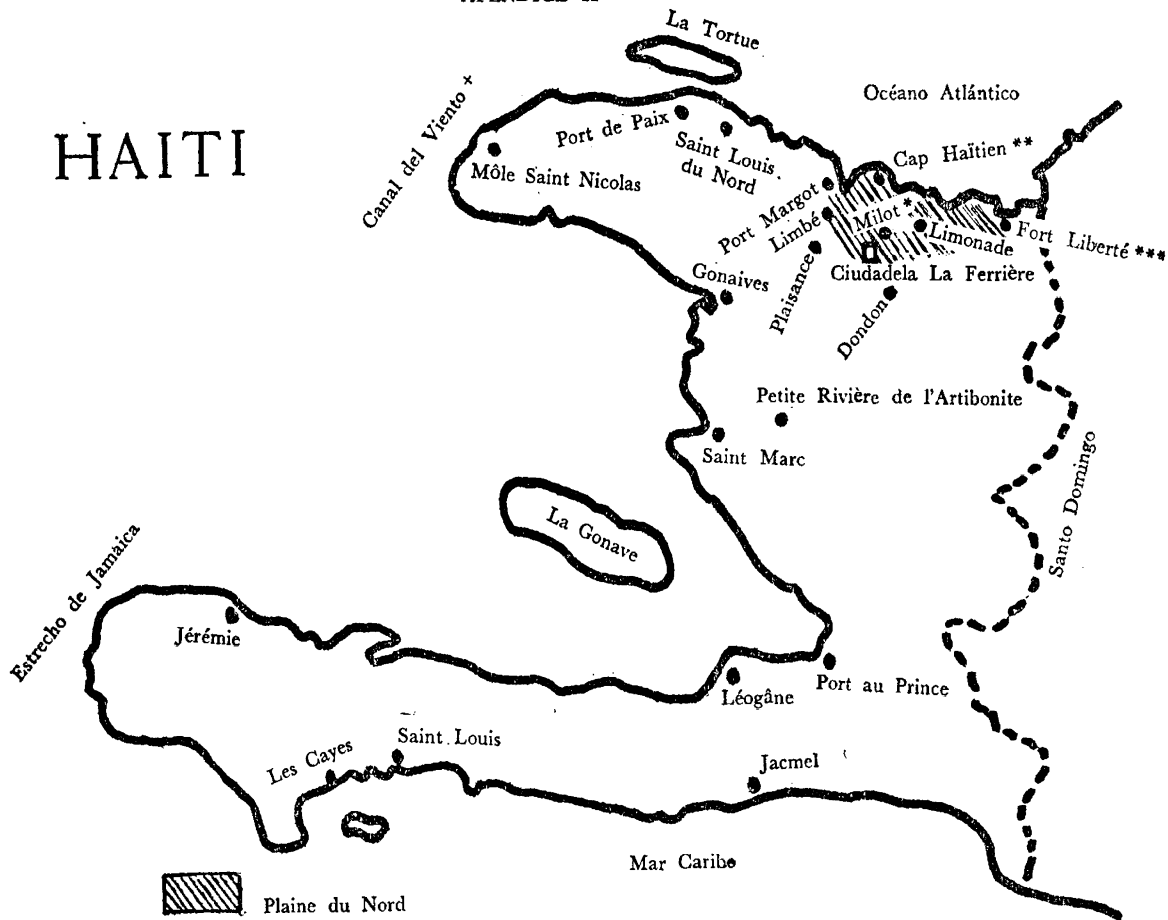 La Tortue
Océano Atlántico
HAITI
Canal del Viento +
Port de Paix
Saint Louis
du Nord
Cap Haïtien **
Môle Saint Nicolas
Port Margot
Limbé
Milot *
Limonade
Fort Liberté ***
Plaisance
Ciudadela La Ferrière
Gonaives
Dondon
Petite Rivière de l'Artibonite
Saint Marc
Santo Domingo
La Gonave
Estrecho de Jamaica
Jérémie
Léogâne
Port au Prince
Saint Louis
Les Cayes
Jacmel
Mar Caribe
Plaine du Nord